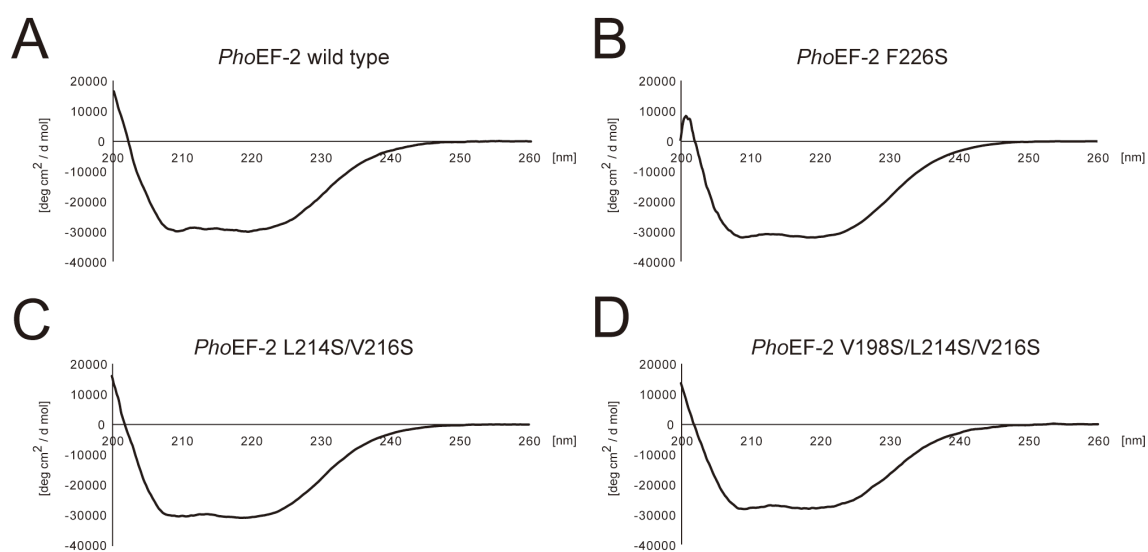 A
PhoEF-2 wild type
20000
10000
0
-10000
-20000
-30000
-40000
[deg cm2 / d mol]
200 210 220 230 240 250 260 [nm]
B
PhoEF-2 F226S
20000
10000
0
-10000
-20000
-30000
-40000
[deg cm2 / d mol]
200 210 220 230 240 250 260 [nm]
C
PhoEF-2 L214S/V216S
20000
10000
0
-10000
-20000
-30000
-40000
[deg cm2 / d mol]
200 210 220 230 240 250 260 [nm]
D
PhoEF-2 V198S/L214S/V216S
20000
10000
0
-10000
-20000
-30000
-40000
[deg cm2 / d mol]
200 210 220 230 240 250 260 [nm]